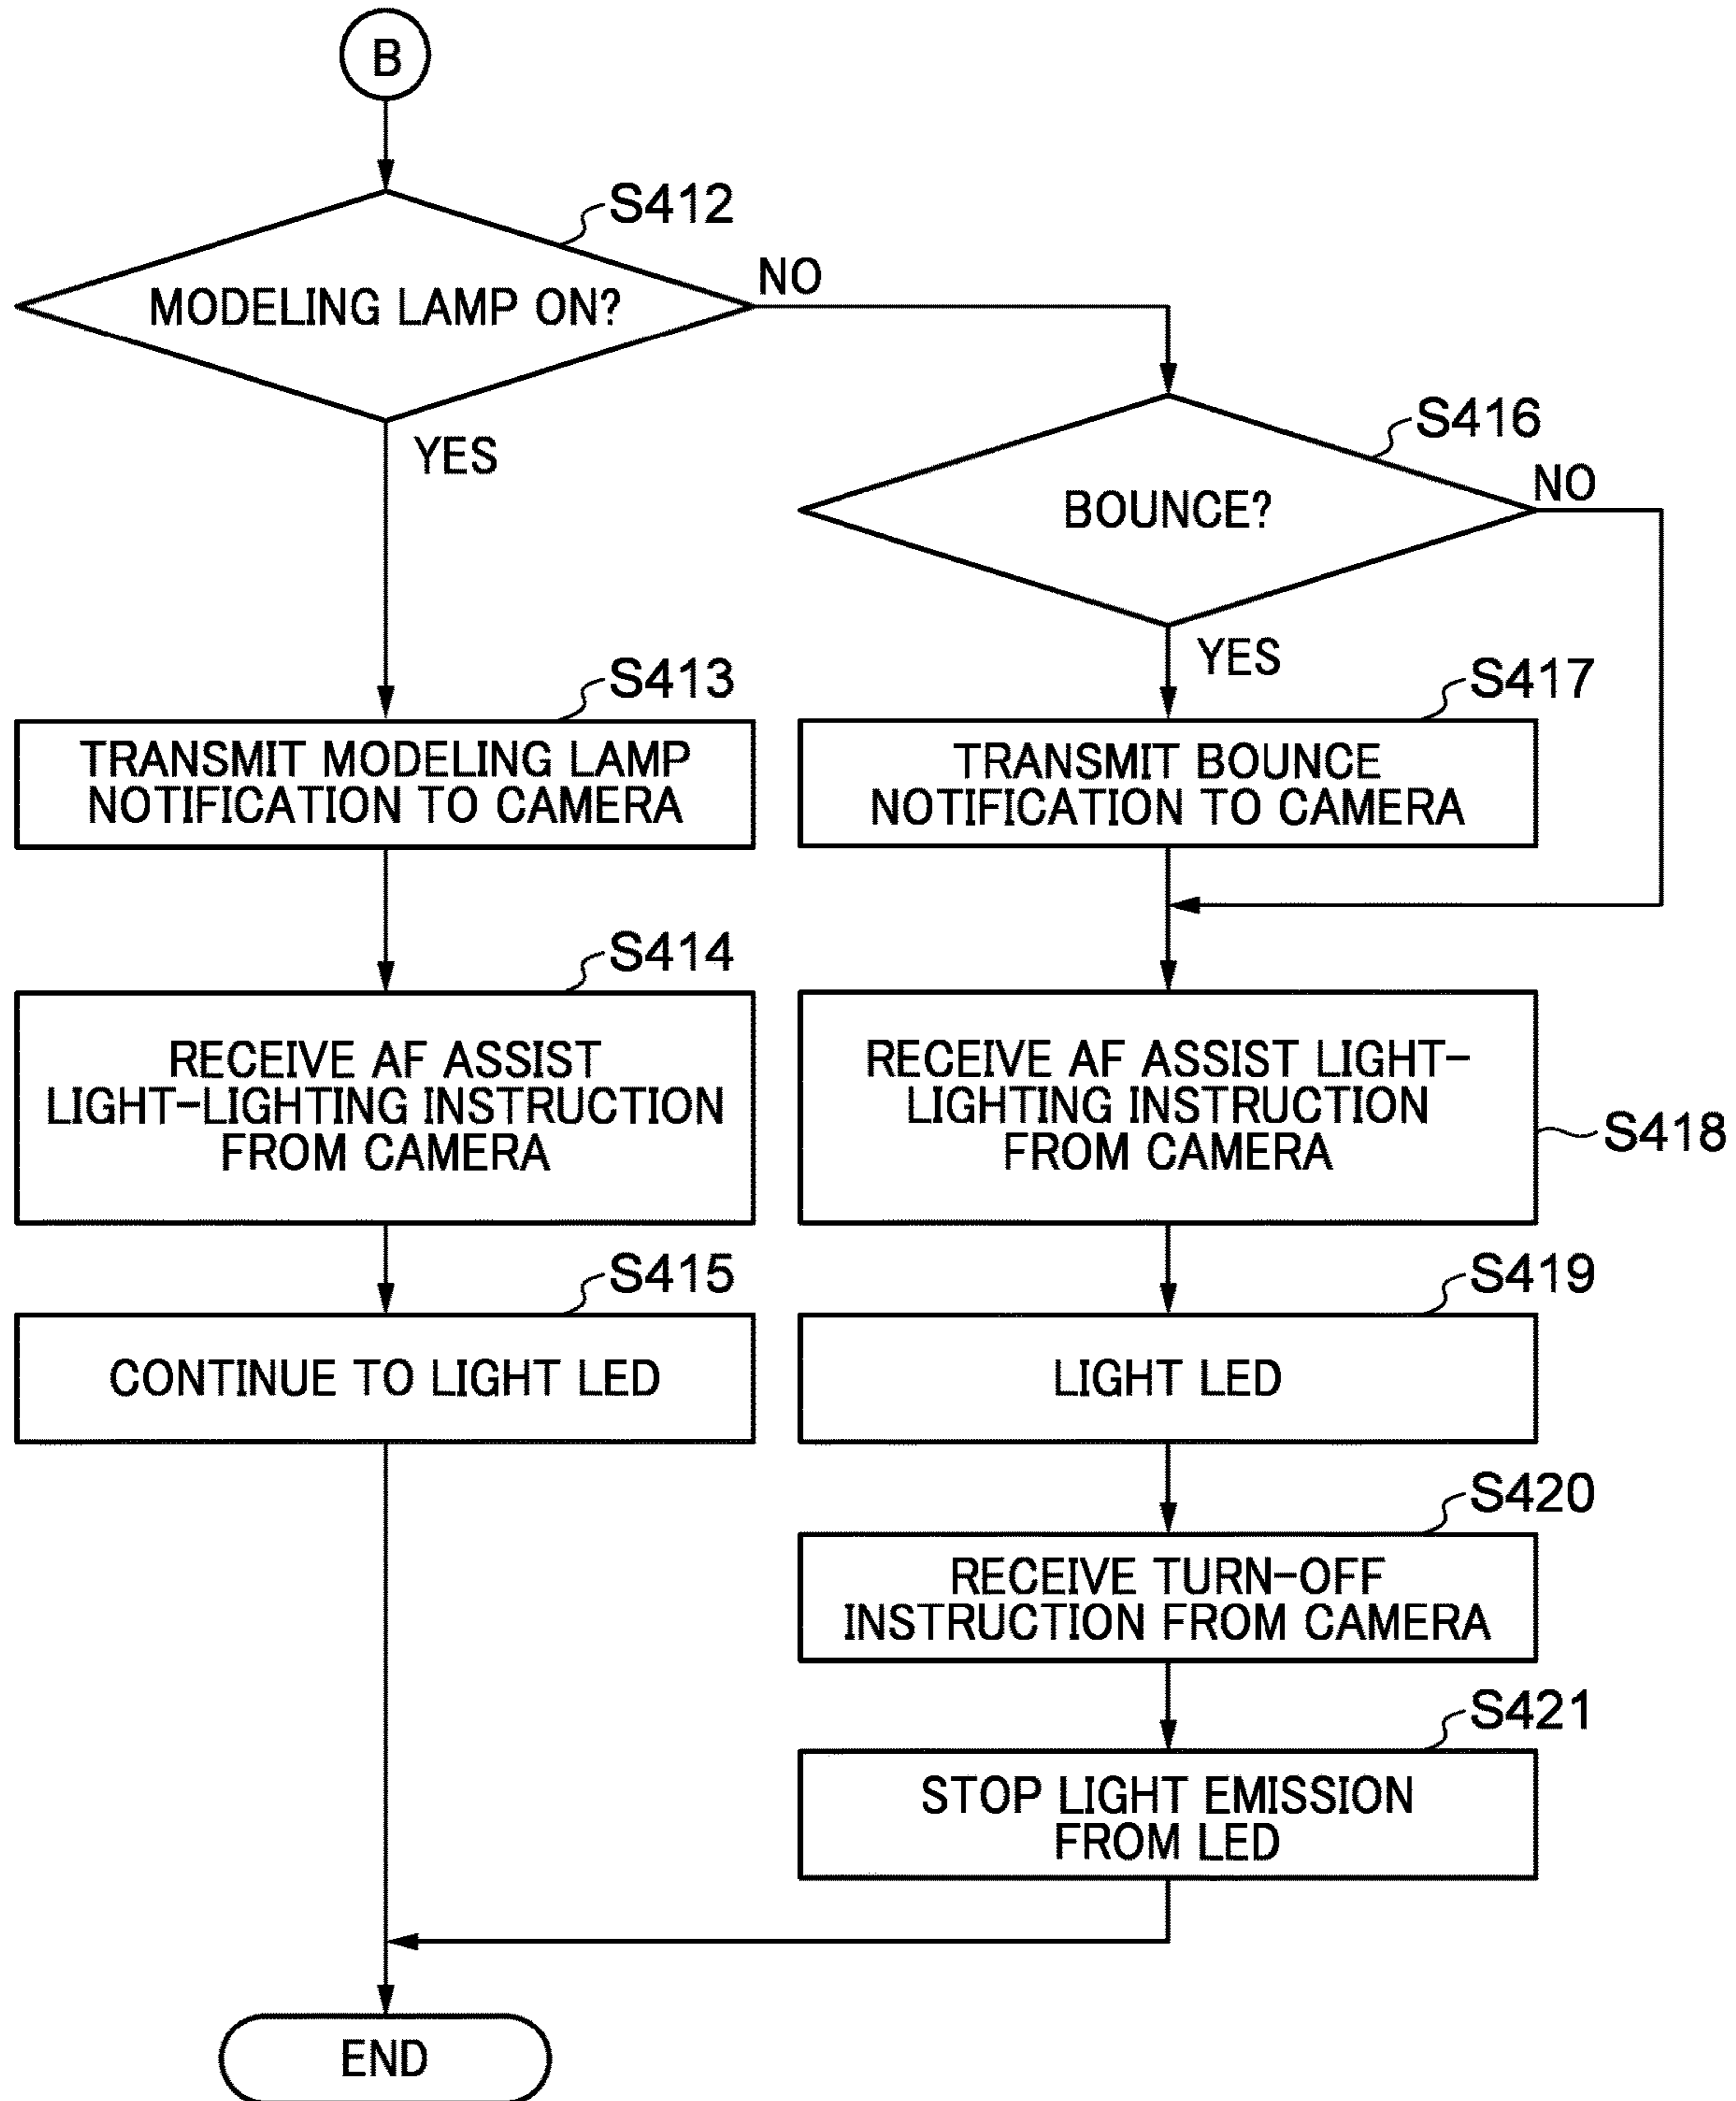 B
S412
MODELING LAMP ON?
NO
YES
S416
BOUNCE?
NO
YES
S413
TRANSMIT MODELING LAMP
NOTIFICATION TO CAMERA
S417
TRANSMIT BOUNCE
NOTIFICATION TO CAMERA
S414
RECEIVE AF ASSIST
LIGHT-LIGHTING INSTRUCTION
FROM CAMERA
RECEIVE AF ASSIST LIGHT-
LIGHTING INSTRUCTION
FROM CAMERA
S418
S415
CONTINUE TO LIGHT LED
S419
LIGHT LED
S420
RECEIVE TURN-OFF
INSTRUCTION FROM CAMERA
S421
STOP LIGHT EMISSION
FROM LED
END